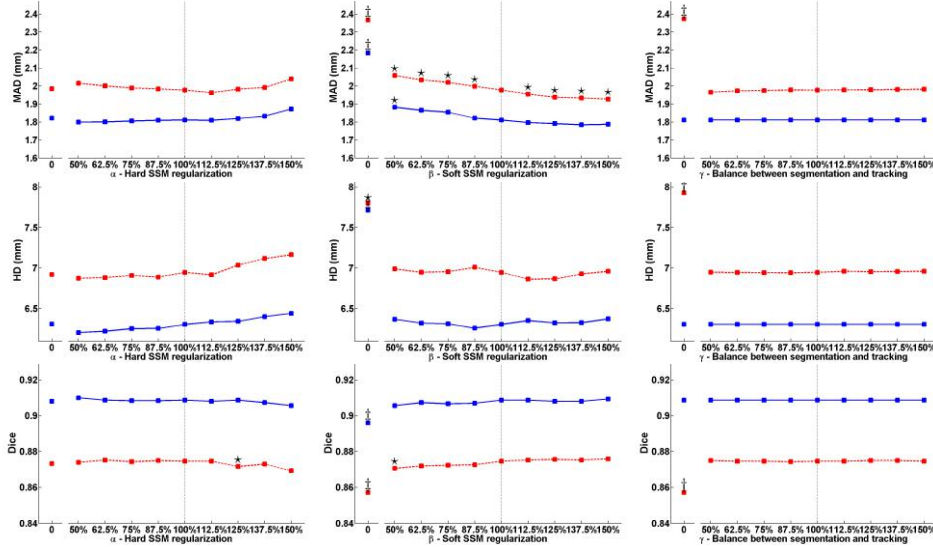 MAD (mm)
2.4
2.3
2.2
2.1
2
1.9
1.8
1.7
1.6
0 50% 62.5% 75% 87.5% 100% 112.5% 125% 137.5% 150%
α - Hard SSM regularization
MAD (mm)
2.4
2.3
2.2
2.1
2
1.9
1.8
1.7
1.6
0 50% 62.5% 75% 87.5% 100% 112.5% 125% 137.5% 150%
β - Soft SSM regularization
MAD (mm)
2.4
2.3
2.2
2.1
2
1.9
1.8
1.7
1.6
0 50% 62.5% 75% 87.5% 100% 112.5% 125% 137.5% 150%
γ - Balance between segmentation and tracking
HD (mm)
8
7.5
7
6.5
0 50% 62.5% 75% 87.5% 100% 112.5% 125% 137.5% 150%
α - Hard SSM regularization
HD (mm)
8
7.5
7
6.5
0 50% 62.5% 75% 87.5% 100% 112.5% 125% 137.5% 150%
β - Soft SSM regularization
HD (mm)
8
7.5
7
6.5
0 50% 62.5% 75% 87.5% 100% 112.5% 125% 137.5% 150%
γ - Balance between segmentation and tracking
Dice
0.92
0.9
0.88
0.86
0.84
0 50% 62.5% 75% 87.5% 100% 112.5% 125% 137.5% 150%
α - Hard SSM regularization
Dice
0.92
0.9
0.88
0.86
0.84
0 50% 62.5% 75% 87.5% 100% 112.5% 125% 137.5% 150%
β - Soft SSM regularization
Dice
0.92
0.9
0.88
0.86
0.84
0 50% 62.5% 75% 87.5% 100% 112.5% 125% 137.5% 150%
γ - Balance between segmentation and tracking